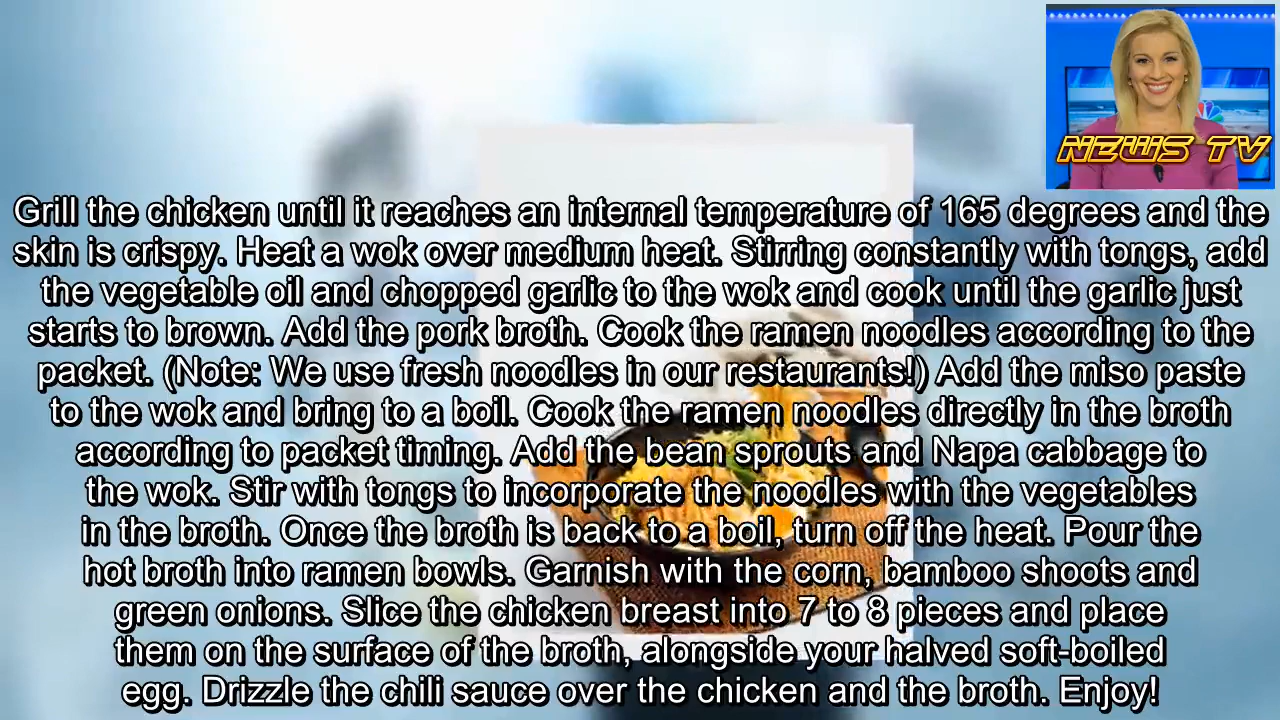 NEWS TV
Grill the chicken until it reaches an internal temperature of 165 degrees and the
skin is crispy. Heat a wok over medium heat. Stirring constantly with tongs, add
the vegetable oil and chopped garlic to the wok and cook until the garlic just
starts to brown. Add the pork broth. Cook the ramen noodles according to the
packet. (Note: We use fresh noodles in our restaurants!) Add the miso paste
to the wok and bring to a boil. Cook the ramen noodles directly in the broth
according to packet timing. Add the bean sprouts and Napa cabbage to
the wok. Stir with tongs to incorporate the noodles with the vegetables
in the broth. Once the broth is back to a boil, turn off the heat. Pour the
hot broth into ramen bowls. Garnish with the corn, bamboo shoots and
green onions. Slice the chicken breast into 7 to 8 pieces and place
them on the surface of the broth, alongside your halved soft-boiled
egg. Drizzle the chili sauce over the chicken and the broth. Enjoy!